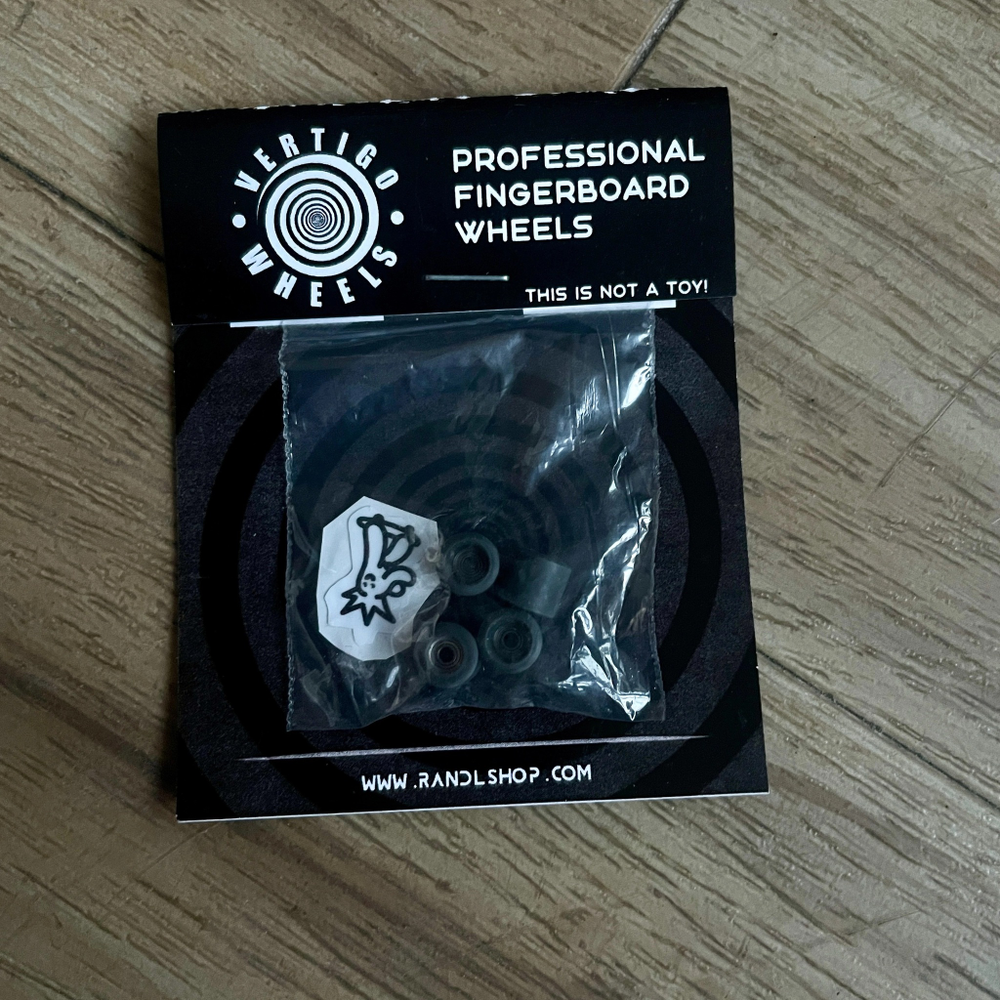 VERTIGO
WHEELS
PROFESSIONAL
FINGERBOARD
WHEELS
THIS IS NOT A TOY!
WWW.RANDLSHOP.COM